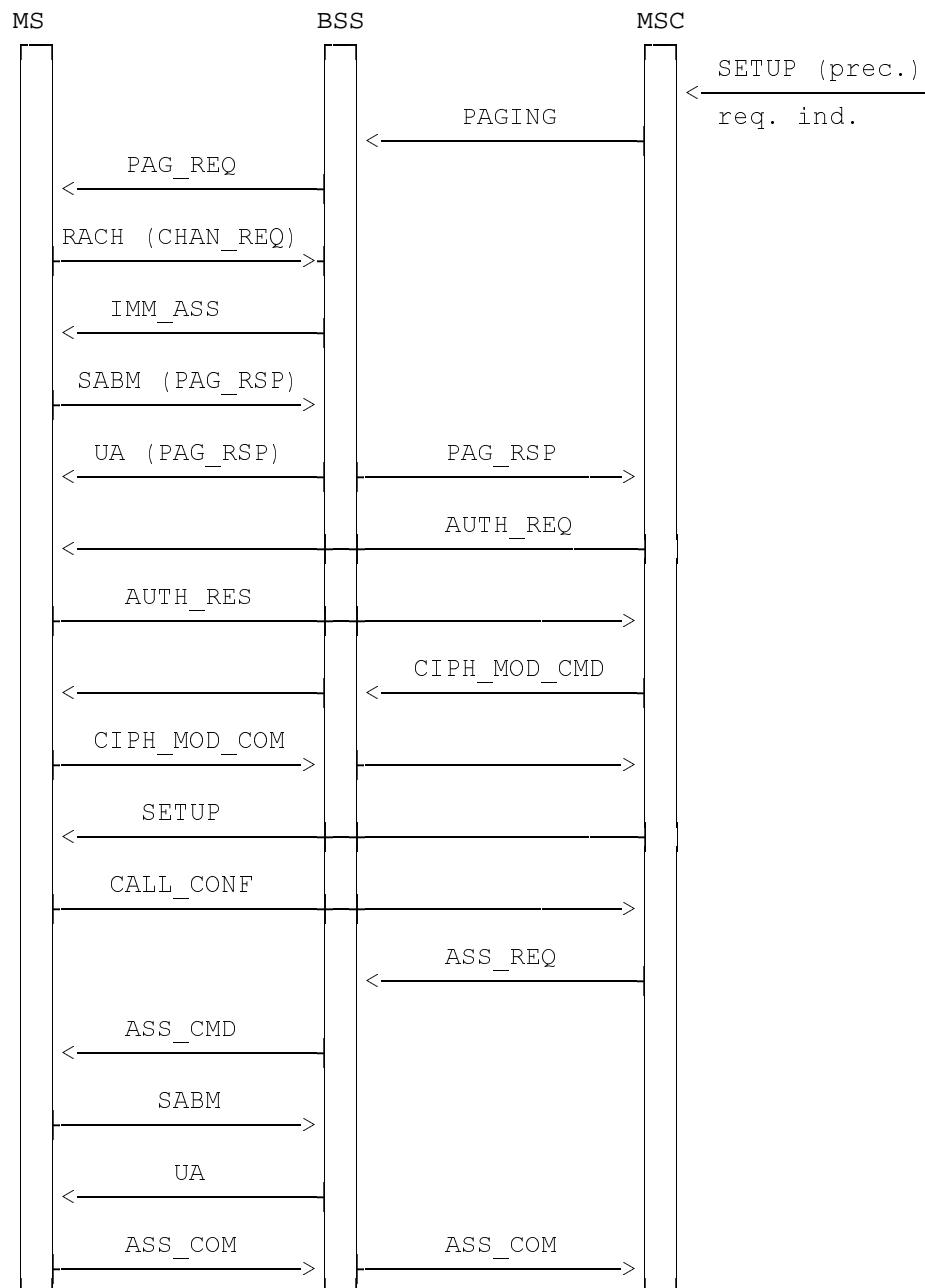 MS BSS MSC
SETUP (prec.)
req. ind.
PAGING
PAG_REQ
RACH (CHAN_REQ)
IMM_ASS
SABM (PAG_RSP)
UA (PAG_RSP) PAG_RSP
AUTH_REQ
AUTH_RES
CIPH_MOD_CMD
CIPH_MOD_COM
SETUP
CALL_CONF
ASS_REQ
ASS_CMD
SABM
UA
ASS_COM ASS_COM